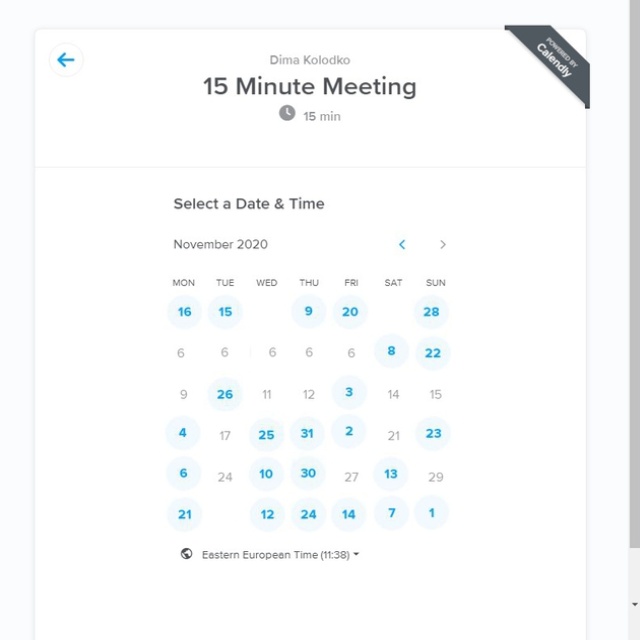 POWERED BY
Calendly
Dima Kolodko
15 Minute Meeting
15 min
Select a Date & Time
November 2020
MON TUE WED THU FRI SAT SUN
16 15 9 20 28
6 6 6 6 6 8 22
9 26 11 12 3 14 15
4 17 25 31 2 21 23
6 24 10 30 27 13 29
21 12 24 14 7 1
Eastern European Time (11:38)